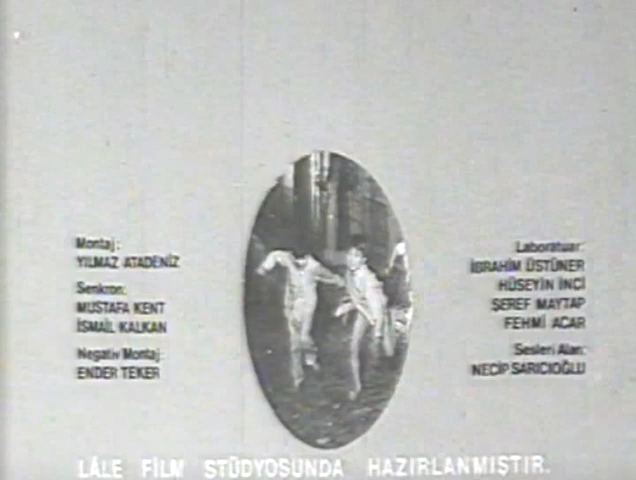 Montaj:
YILMAZ ATADENİZ
Senkron:
MUSTAFA KENT
İSMAİL KALKAN
Negativ Montaj:
ENDER TEKER
Laboratuar:
İBRAHİM ÜSTÜNER
HÜSEYİN İNCİ
ŞEREF MAYTAP
FEHMİ ACAR
Sesleri Alan:
NECİP SARICIOĞLU
LÂLE FİLM STÜDYOSUNDA HAZIRLANMIŞTIR.